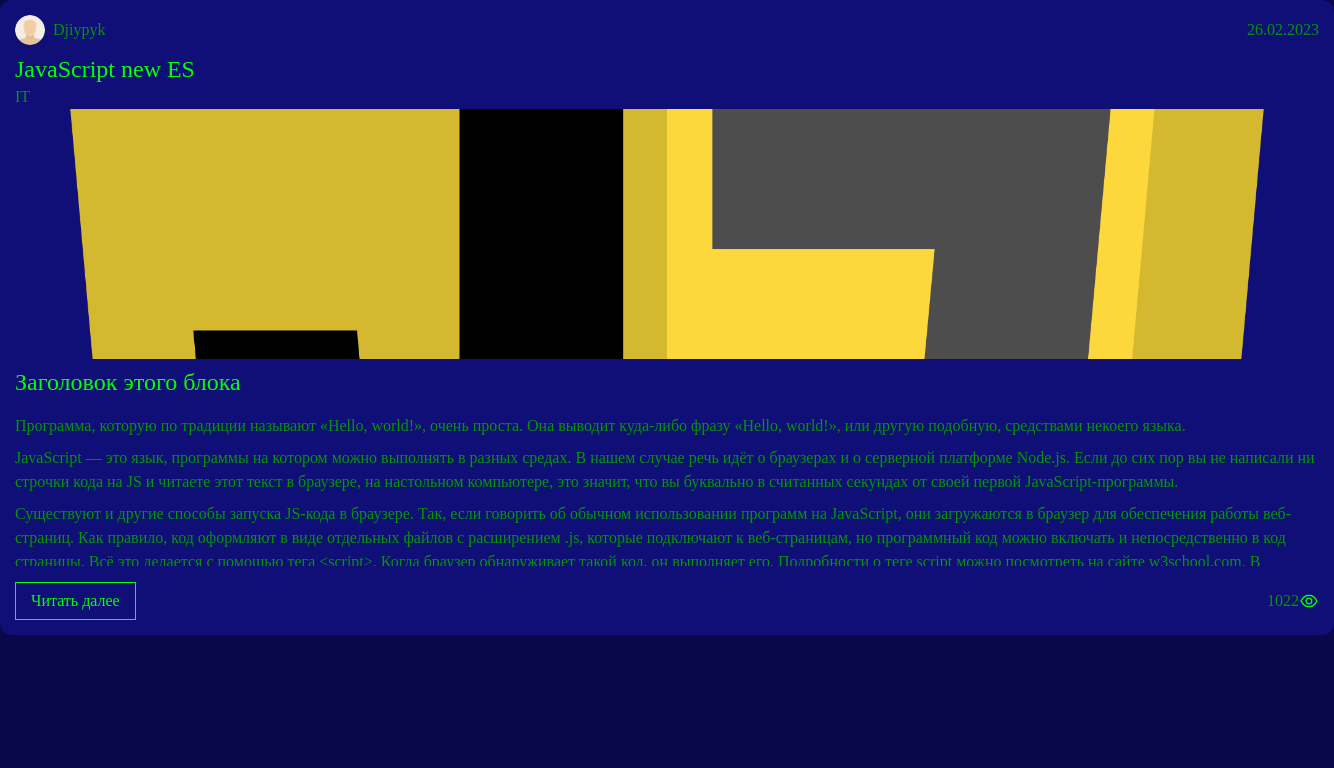 Djiypyk
26.02.2023
JavaScript new ES
IT
Заголовок этого блока
Программа, которую по традиции называют «Hello, world!», очень проста. Она выводит куда-либо фразу «Hello, world!», или другую подобную, средствами некоего языка.
JavaScript — это язык, программы на котором можно выполнять в разных средах. В нашем случае речь идёт о браузерах и о серверной платформе Node.js. Если до сих пор вы не написали ни
строчки кода на JS и читаете этот текст в браузере, на настольном компьютере, это значит, что вы буквально в считанных секундах от своей первой JavaScript-программы.
Существуют и другие способы запуска JS-кода в браузере. Так, если говорить об обычном использовании программ на JavaScript, они загружаются в браузер для обеспечения работы веб-
страниц. Как правило, код оформляют в виде отдельных файлов с расширением .js, которые подключают к веб-страницам, но программный код можно включать и непосредственно в код
страницы. Всё это делается с помощью тега <script>. Когда браузер обнаруживает такой код, он выполняет его. Подробности о теге script можно посмотреть на сайте w3school.com. В
Читать далее
1022